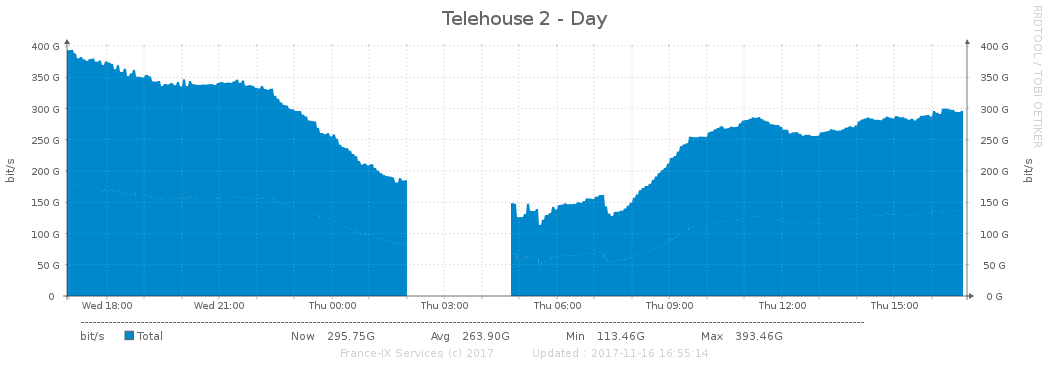 Telehouse 2 - Day
RRDTOOL / TOBI OETIKER
400 G 400 G
350 G 350 G
300 G 300 G
250 G 250 G
200 G 200 G
150 G 150 G
100 G 100 G
50 G 50 G
0 0 G
bit/s bit/s
Wed 18:00 Wed 21:00 Thu 00:00 Thu 03:00 Thu 06:00 Thu 09:00 Thu 12:00 Thu 15:00
bit/s Total Now 295.75G Avg 263.90G Min 113.46G Max 393.46G
France-IX Services (c) 2017 Updated : 2017-11-16 16:55:14